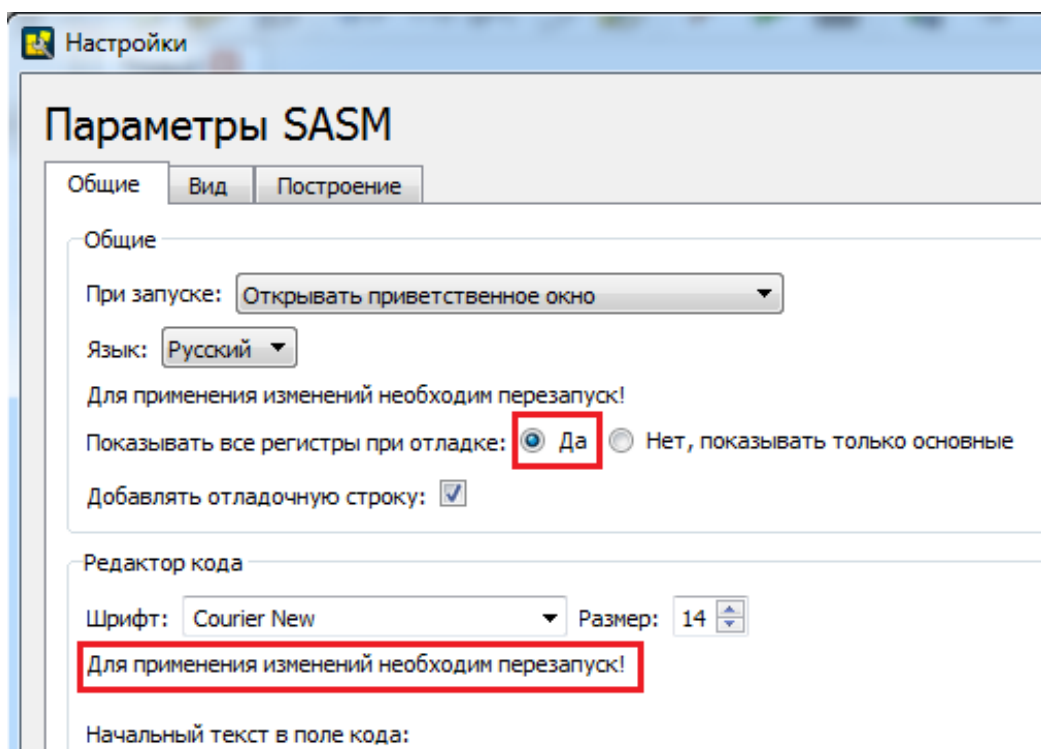 Настройки
Параметры SASM
Общие Вид Построение
Общие
При запуске: Открывать приветственное окно
Язык: Русский
Для применения изменений необходим перезапуск!
Показывать все регистры при отладке: Да Нет, показывать только основные
Добавлять отладочную строку:
Редактор кода
Шрифт: Courier New Размер: 14
Для применения изменений необходим перезапуск!
Начальный текст в поле кода: